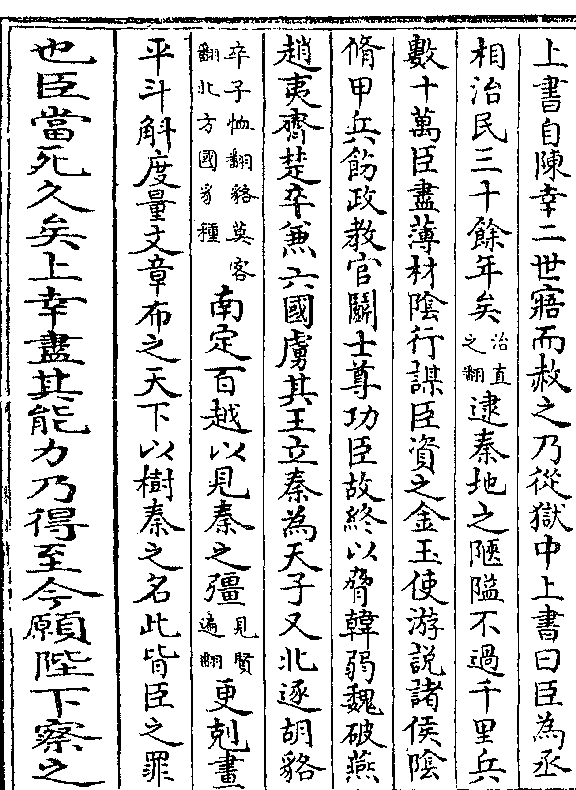 上書自陳幸二世寤而赦之乃從獄中上書曰臣為丞
相治民三十餘年矣治直之翻逮秦地之陿隘不過千里兵
數十萬臣盡薄材陰行謀臣資之金玉使游說諸侯陰
脩甲兵飭政教官鬭士尊功臣故終以脅韓弱魏破燕
趙夷齊楚卒兼六國虜其王立秦為天子又北逐胡貉
卒子恤翻貉莫客翻北方國豸種南定百越以見秦之彊見賢遍翻更剋畫
平斗斛度量文章布之天下以樹秦之名此皆臣之罪
也臣當死久矣上幸盡其能力乃得至今願陛下察之